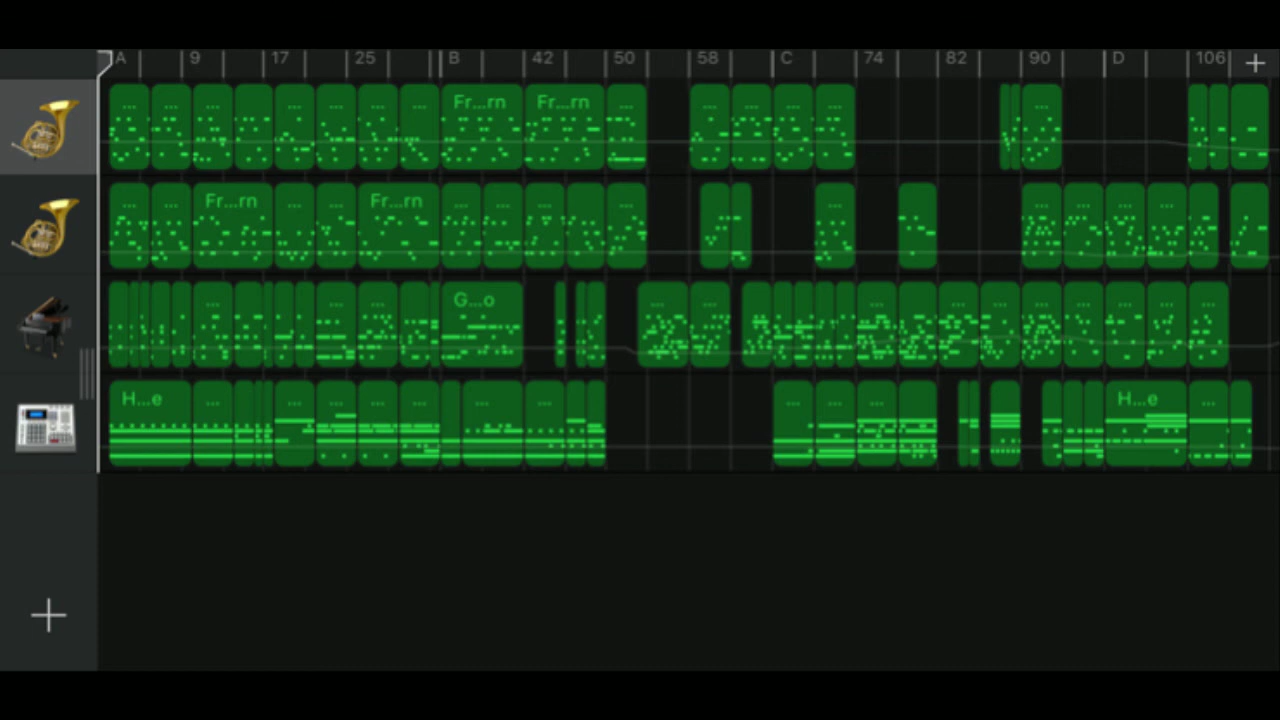 A 9 17 25 B 42 50 58 C 74 82 90 D 106 +
... ... ... ... ... ... ... ... Fr...rn Fr...rn ... ... ... ... ... ... ...
... ... Fr...rn ... ... Fr...rn ... ... ... ... ... ... ... ... ... ...
... ... ... ... G...o ... ... ... ... ... ... ... ... ... ...
H...e ... ... ... ... ... ... ... ... ... H...e ...
+